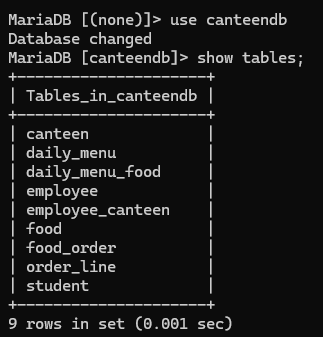 MariaDB [(none)]> use canteendb
Database changed
MariaDB [canteendb]> show tables;
+---------------------+
| Tables_in_canteendb |
+---------------------+
| canteen             |
| daily_menu          |
| daily_menu_food     |
| employee            |
| employee_canteen    |
| food                |
| food_order          |
| order_line          |
| student             |
+---------------------+
9 rows in set (0.001 sec)